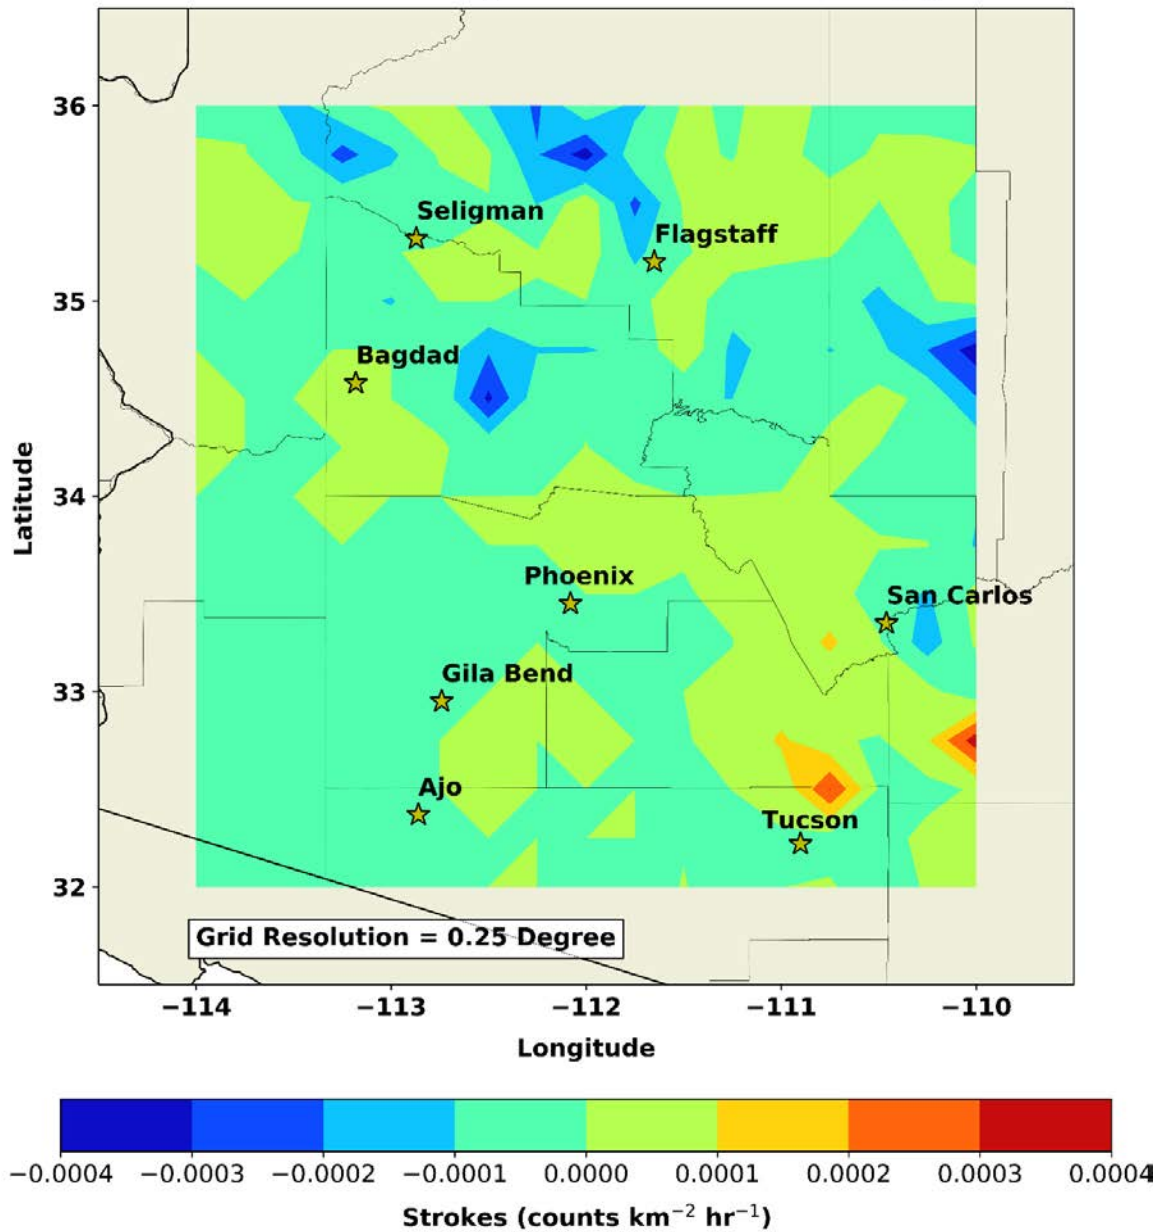 36
Seligman
Flagstaff
35
Bagdad
34
Latitude
Phoenix
San Carlos
Gila Bend
33
Ajo
Tucson
32
Grid Resolution = 0.25 Degree
−114 −113 −112 −111 −110
Longitude
−0.0004 −0.0003 −0.0002 −0.0001 0.0000 0.0001 0.0002 0.0003 0.0004
Strokes (counts km⁻² hr⁻¹)